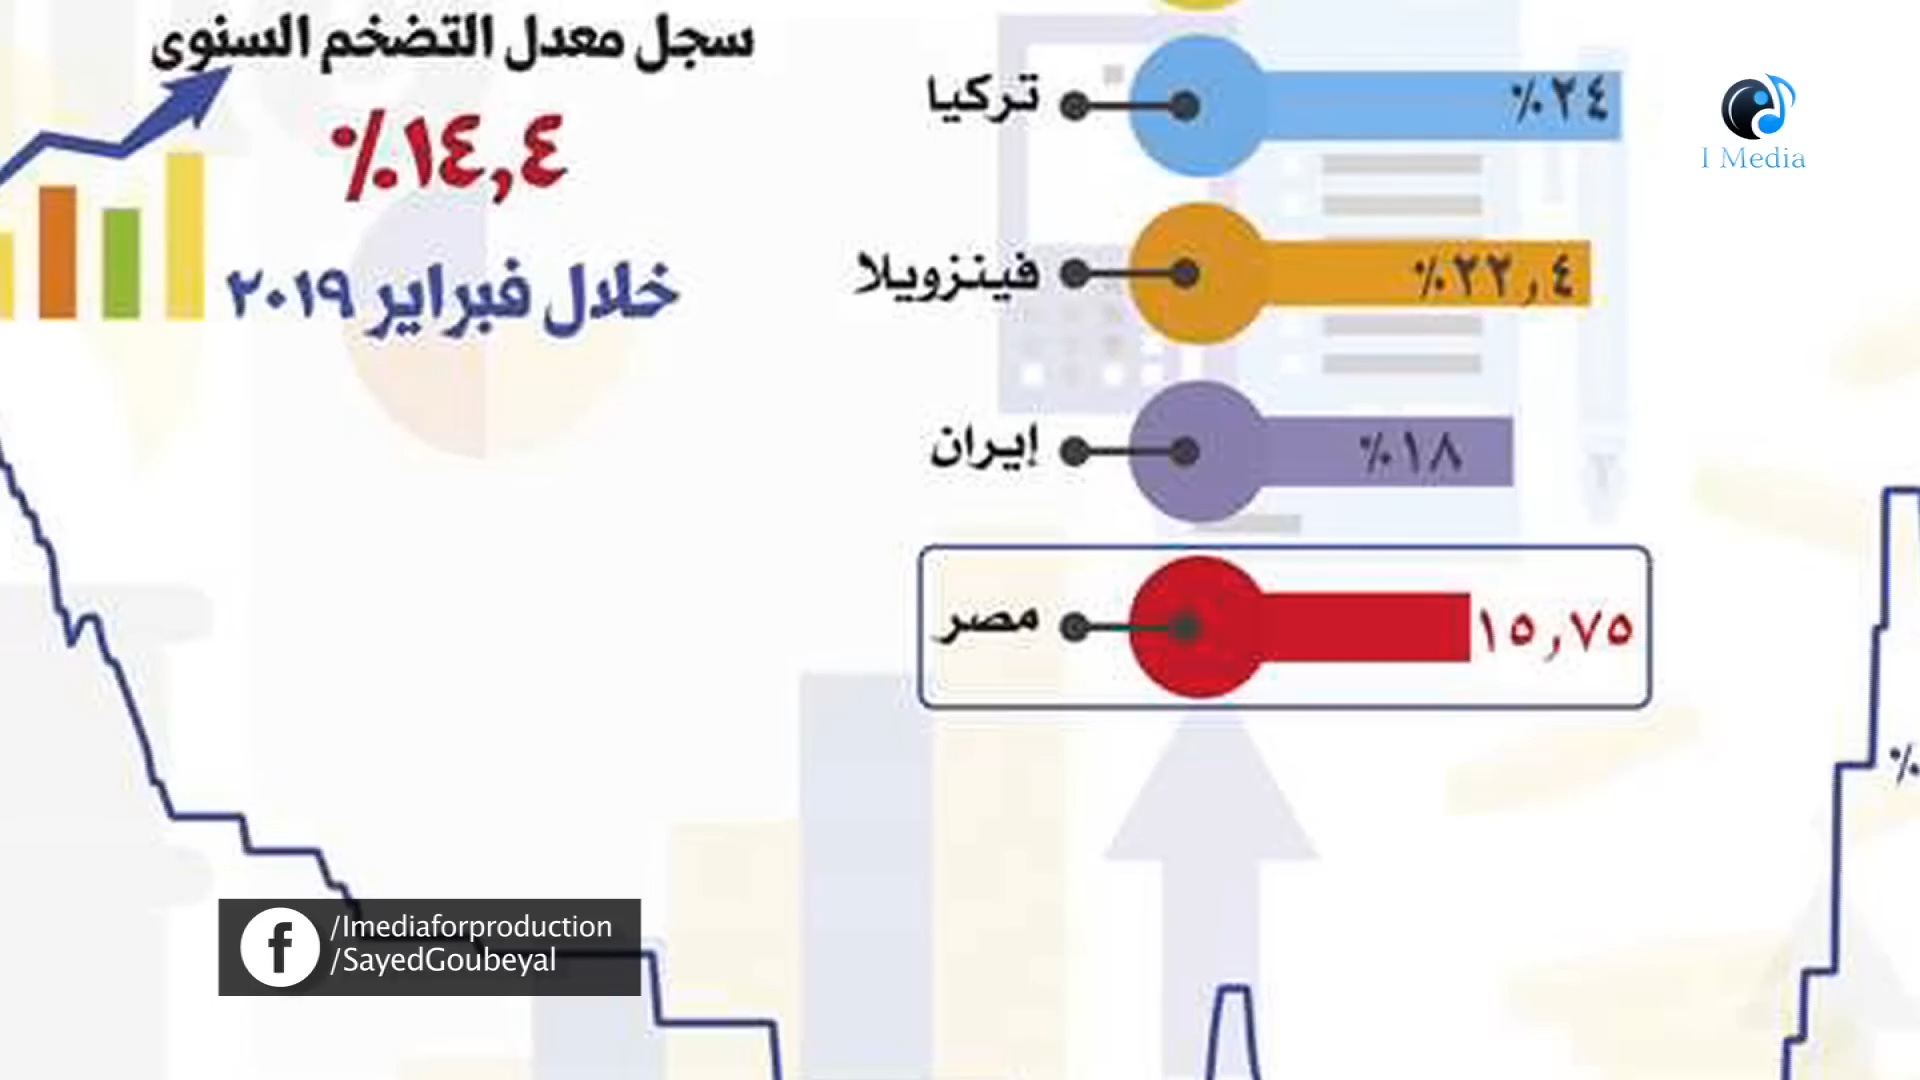 سجل معدل التضخم السنوى
٪١٤,٤
خلال فبراير ٢٠١٩
تركيا ٪٢٤
فينزويلا ٪٢٢,٤
إيران ٪١٨
مصر ١٥,٧٥
I Media
/Imediaforproduction
/SayedGoubeyal